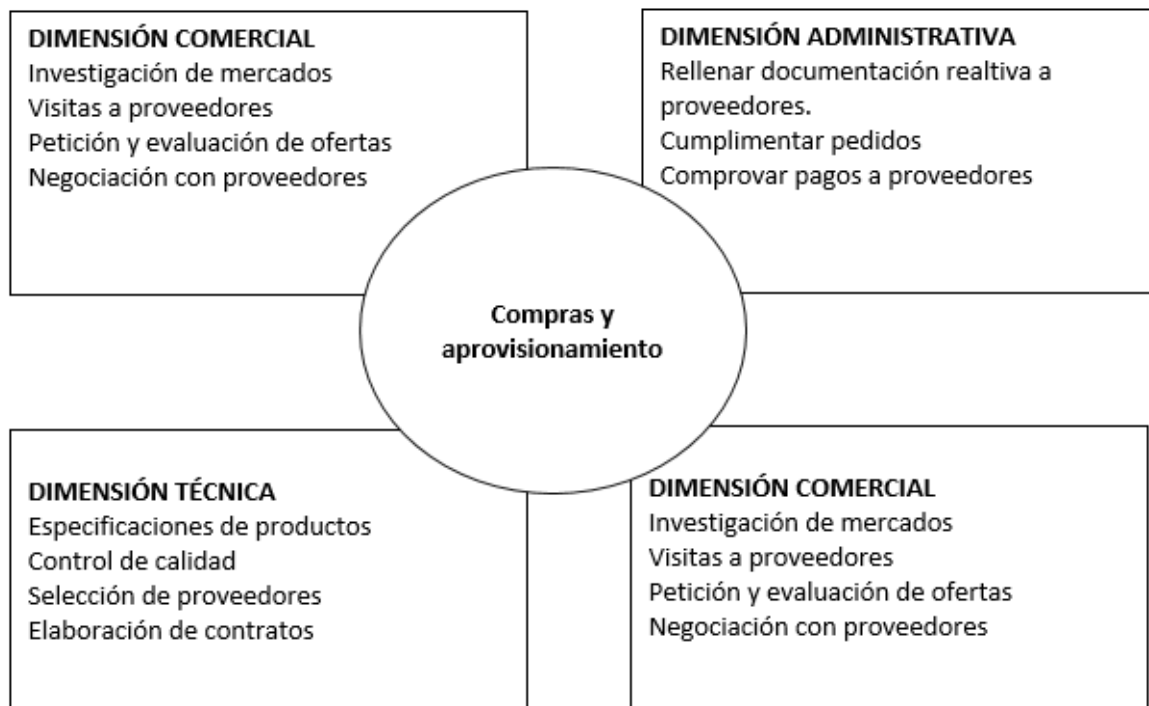 DIMENSIÓN COMERCIAL
Investigación de mercados
Visitas a proveedores
Petición y evaluación de ofertas
Negociación con proveedores
DIMENSIÓN ADMINISTRATIVA
Rellenar documentación realtiva a
proveedores.
Cumplimentar pedidos
Comprovar pagos a proveedores
Compras y
aprovisionamiento
DIMENSIÓN TÉCNICA
Especificaciones de productos
Control de calidad
Selección de proveedores
Elaboración de contratos
DIMENSIÓN COMERCIAL
Investigación de mercados
Visitas a proveedores
Petición y evaluación de ofertas
Negociación con proveedores